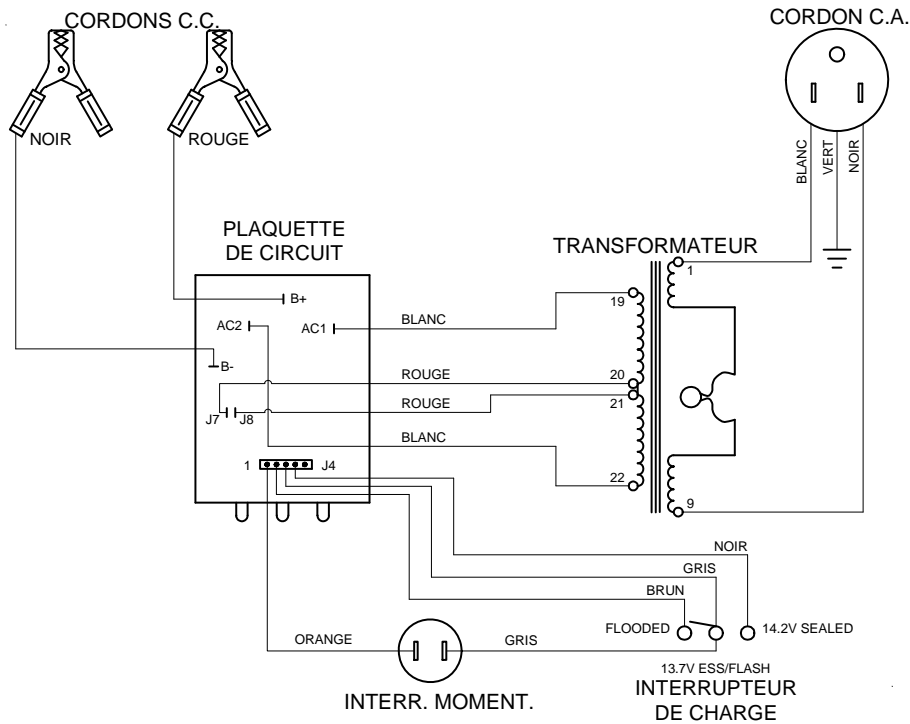 CORDONS C.C.
CORDON C.A.
NOIR
ROUGE
BLANC
VERT
NOIR
PLAQUETTE
DE CIRCUIT
TRANSFORMATEUR
B+
AC2
AC1
BLANC
19
1
B-
ROUGE
20
J7
J8
ROUGE
21
BLANC
1
J4
22
9
NOIR
GRIS
BRUN
ORANGE
GRIS
FLOODED
14.2V SEALED
13.7V ESS/FLASH
INTERR. MOMENT.
INTERRUPTEUR
DE CHARGE